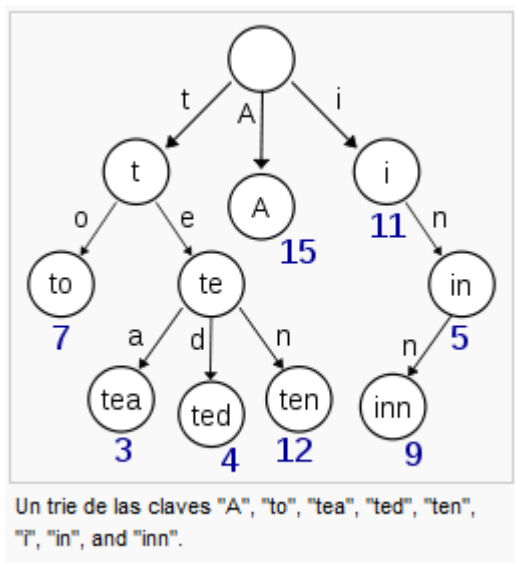 t A i
t A i
15 11
o e n
to te in
7 5
a d n n
tea ted ten inn
3 4 12 9
Un trie de las claves "A", "to", "tea", "ted", "ten",
"i", "in", and "inn".